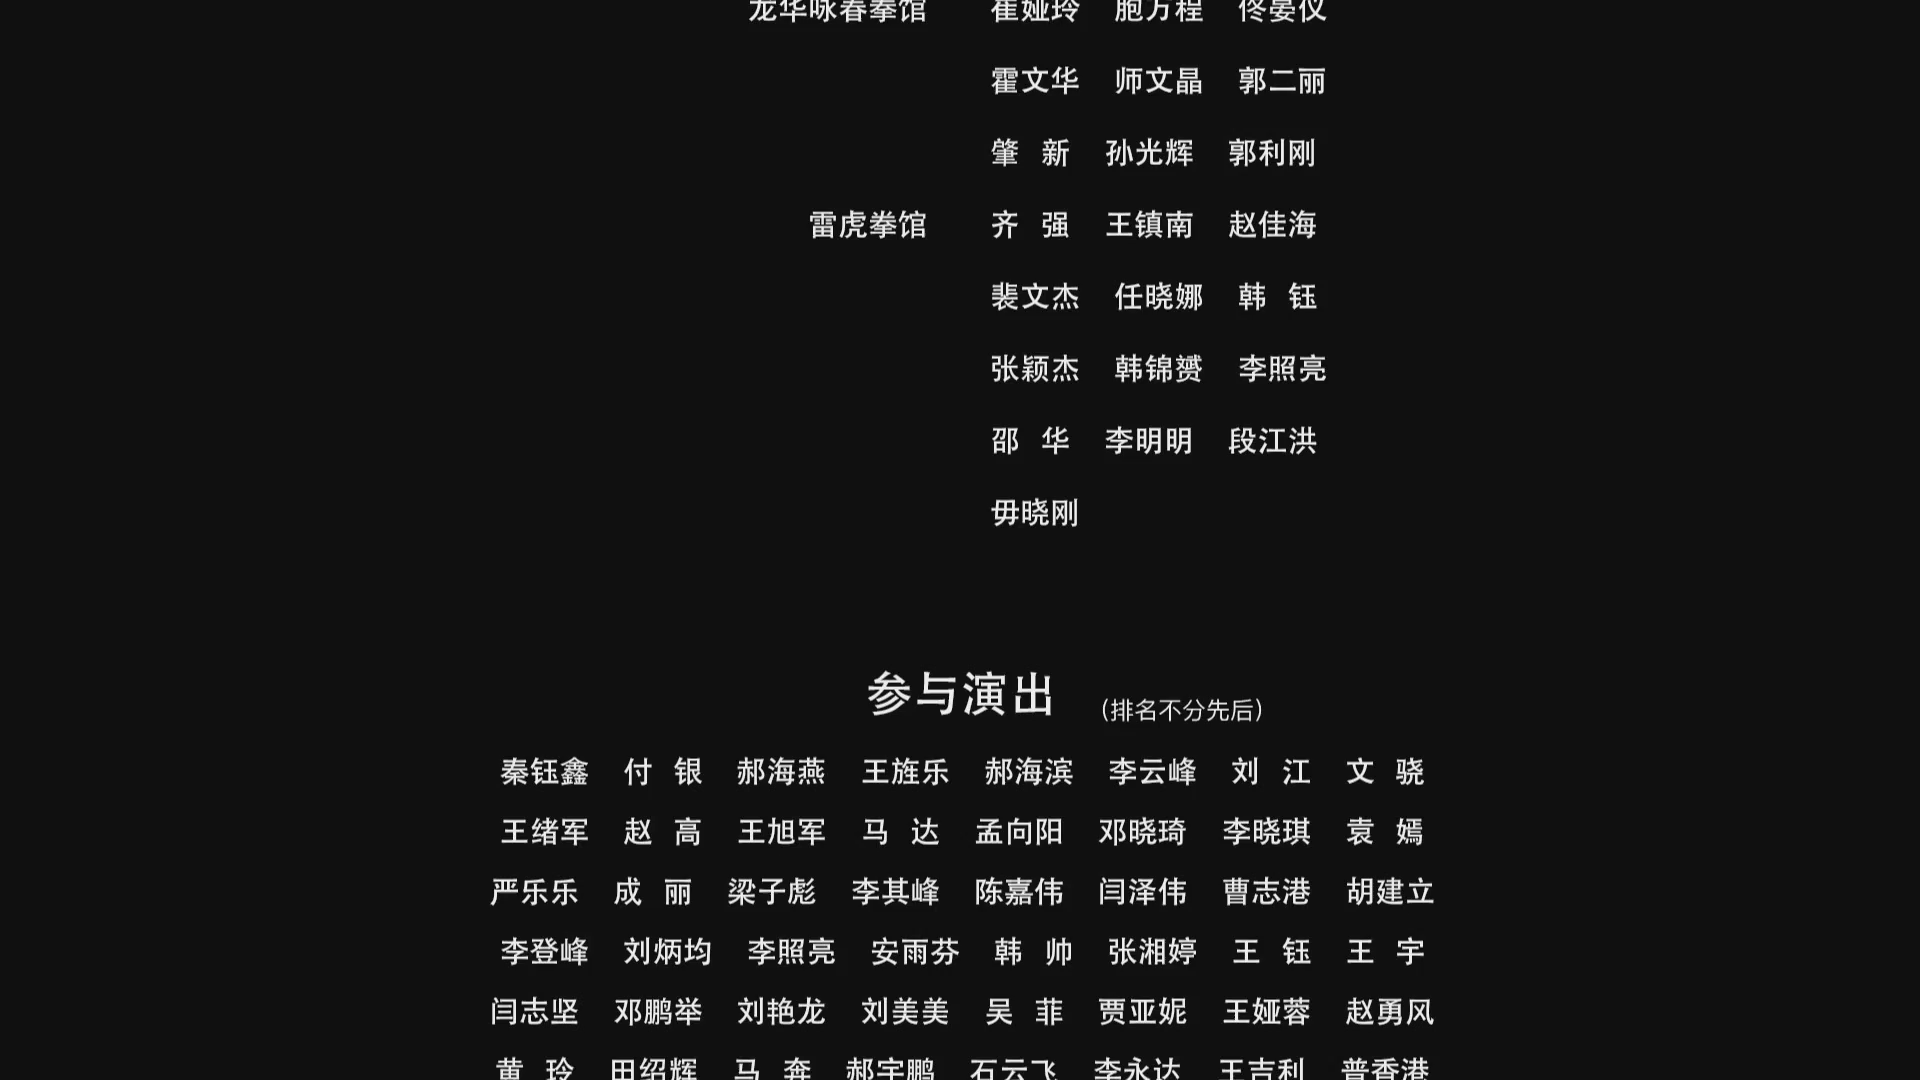 龙华咏春拳馆 崔娅玲 胞万程 佟晏仪
霍文华 师文晶 郭二丽
肇 新 孙光辉 郭利刚
雷虎拳馆 齐 强 王镇南 赵佳海
裴文杰 任晓娜 韩 钰
张颖杰 韩锦赟 李照亮
邵 华 李明明 段江洪
毋晓刚
参与演出 (排名不分先后)
秦钰鑫 付 银 郝海燕 王旌乐 郝海滨 李云峰 刘 江 文 骁
王绪军 赵 高 王旭军 马 达 孟向阳 邓晓琦 李晓琪 袁 嫣
严乐乐 成 丽 梁子彪 李其峰 陈嘉伟 闫泽伟 曹志港 胡建立
李登峰 刘炳均 李照亮 安雨芬 韩 帅 张湘婷 王 钰 王 宇
闫志坚 邓鹏举 刘艳龙 刘美美 吴 菲 贾亚妮 王娅蓉 赵勇风
黄 玲 田绍辉 马 奔 郝宇鹏 石云飞 李永达 王吉利 普香港